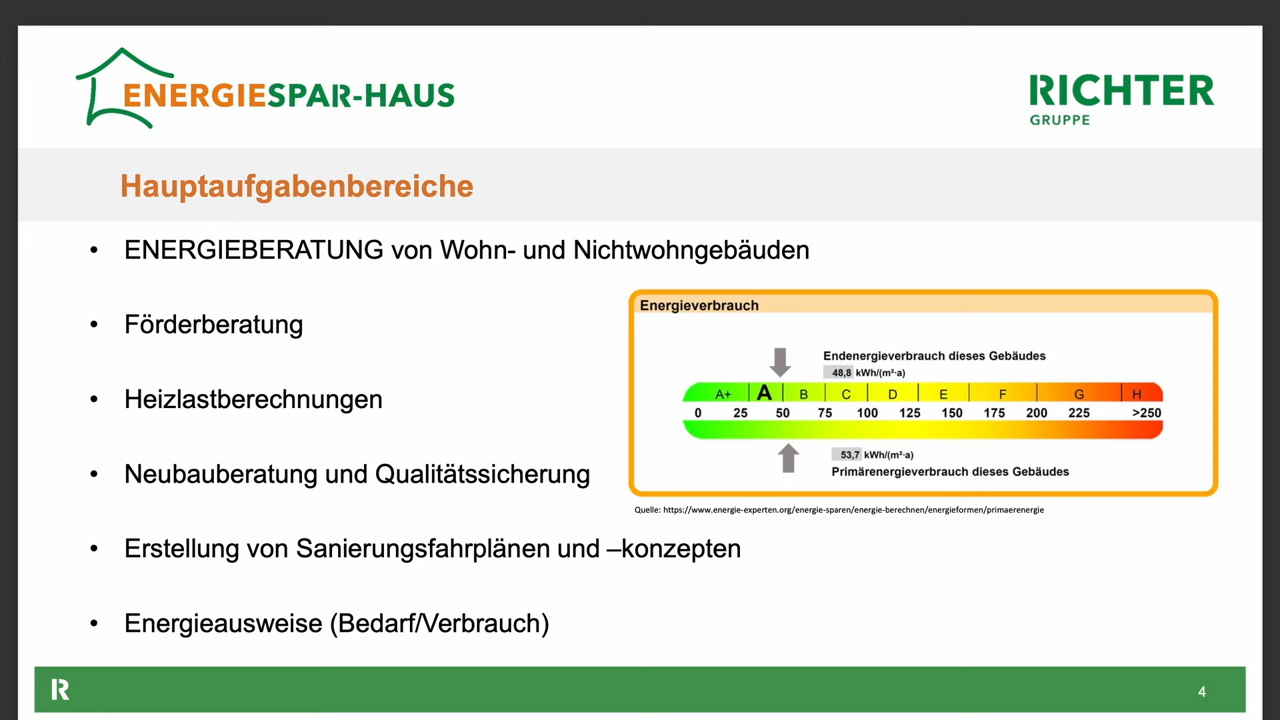 ENERGIESPAR-HAUS
RICHTER
GRUPPE
Hauptaufgabenbereiche
• ENERGIEBERATUNG von Wohn- und Nichtwohngebäuden
• Förderberatung
• Heizlastberechnungen
• Neubauberatung und Qualitätssicherung
• Erstellung von Sanierungsfahrplänen und –konzepten
• Energieausweise (Bedarf/Verbrauch)
Energieverbrauch
Endenergieverbrauch dieses Gebäudes
48,8 kWh/(m²·a)
A+ A B C D E F G H
0 25 50 75 100 125 150 175 200 225 >250
53,7 kWh/(m²·a)
Primärenergieverbrauch dieses Gebäudes
Quelle: https://www.energie-experten.org/energie-sparen/energie-berechnen/energieformen/primaerenergie
R
4